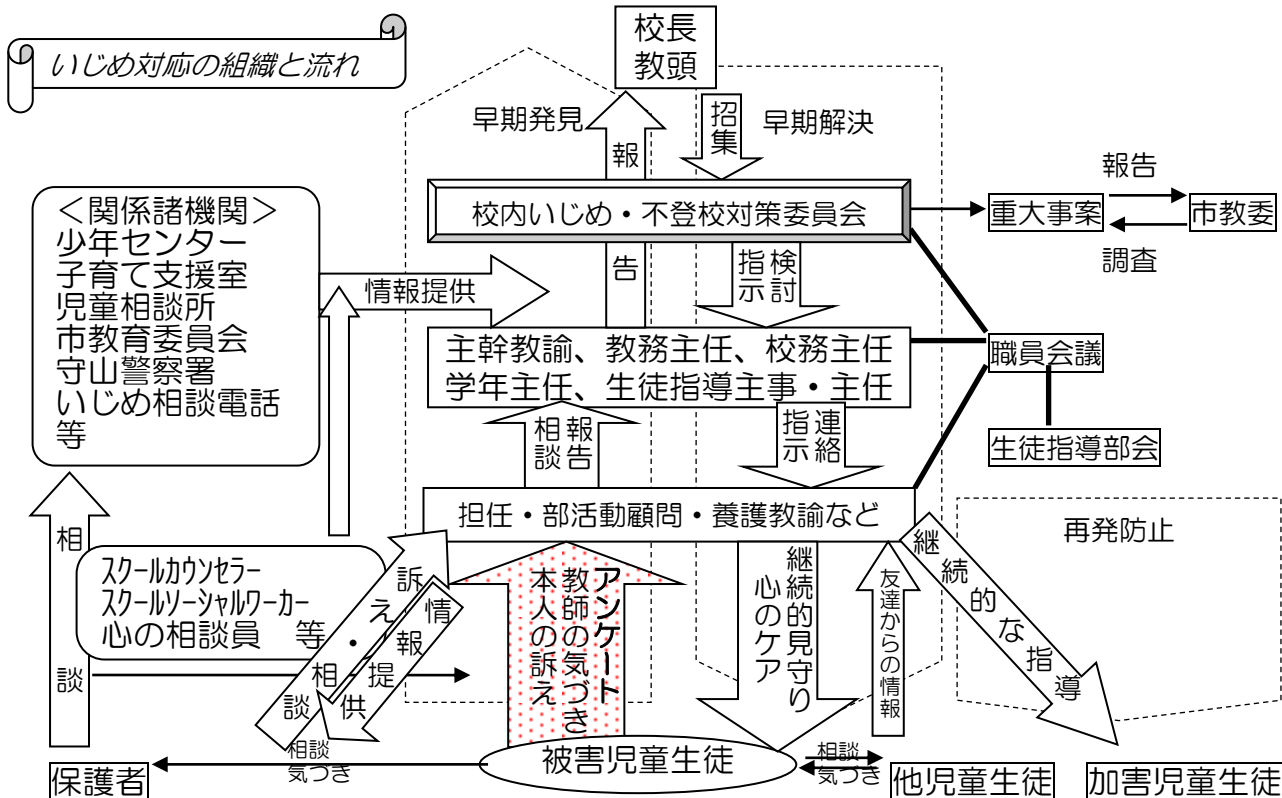 いじめ対応の組織と流れ
校長
教頭
早期発見
招集
早期解決
報告
校内いじめ・不登校対策委員会
報告
重大事案
市教委
調査
＜関係諸機関＞
少年センター
子育て支援室
児童相談所
市教育委員会
守山警察署
いじめ相談電話
等
情報提供
検討
指示
主幹教諭、教務主任、校務主任
学年主任、生徒指導主事・主任
職員会議
生徒指導部会
報告
相談
連絡
指示
担任・部活動顧問・養護教諭など
再発防止
相談
スクールカウンセラー
スクールソーシャルワーカー
心の相談員　等
訴え・相談
情報提供
アンケート
教師の気づき
本人の訴え
継続的見守り
心のケア
友達からの情報
継続的な指導
相談
気づき
被害児童生徒
相談
気づき
保護者
他児童生徒
加害児童生徒